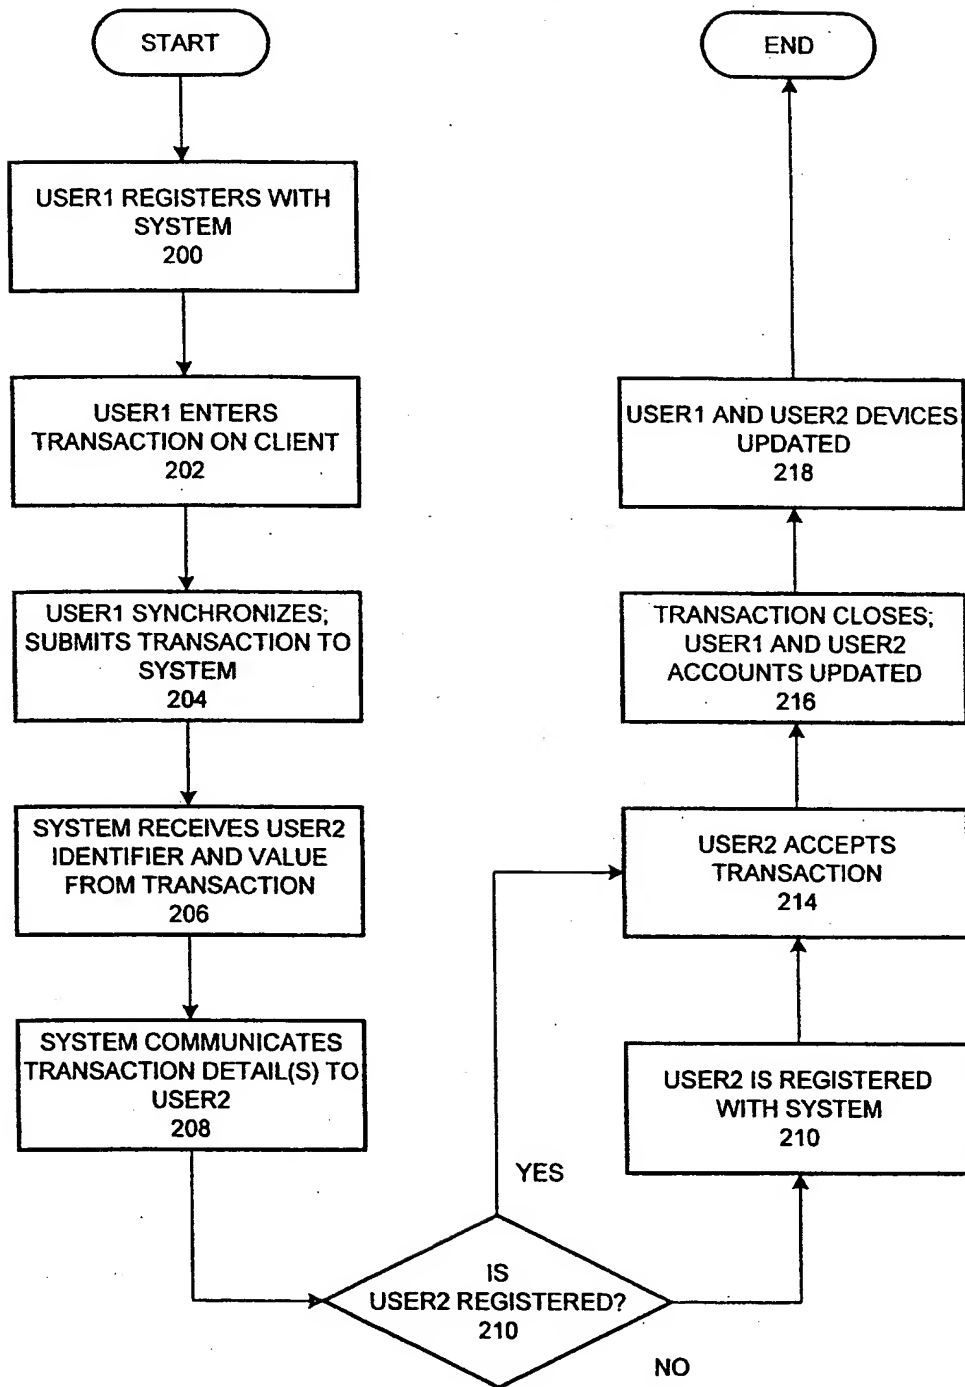 START
USER1 REGISTERS WITH
SYSTEM
200
USER1 ENTERS
TRANSACTION ON CLIENT
202
USER1 SYNCHRONIZES;
SUBMITS TRANSACTION TO
SYSTEM
204
SYSTEM RECEIVES USER2
IDENTIFIER AND VALUE
FROM TRANSACTION
206
SYSTEM COMMUNICATES
TRANSACTION DETAIL(S) TO
USER2
208
IS
USER2 REGISTERED?
210
YES
NO
USER2 IS REGISTERED
WITH SYSTEM
210
USER2 ACCEPTS
TRANSACTION
214
TRANSACTION CLOSES;
USER1 AND USER2
ACCOUNTS UPDATED
216
USER1 AND USER2 DEVICES
UPDATED
218
END